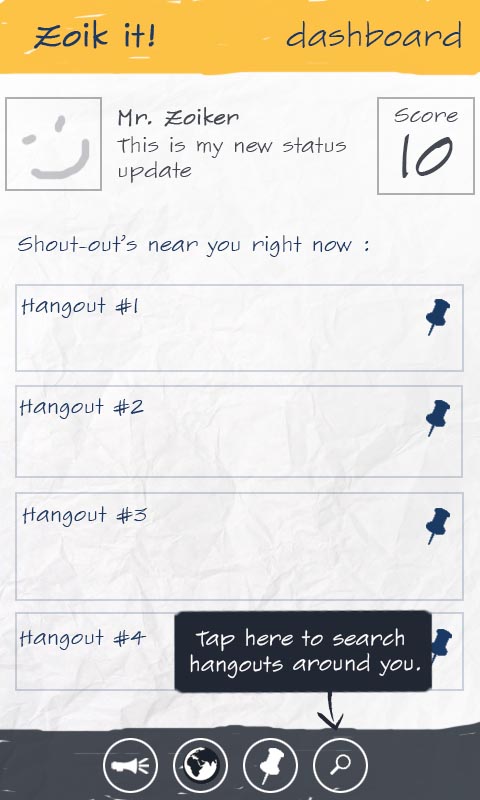 Zoik it!
dashboard
Mr. Zoiker
This is my new status
update
Score
10
Shout-out's near you right now :
Hangout #1
Hangout #2
Hangout #3
Hangout #4
Tap here to search
hangouts around you.